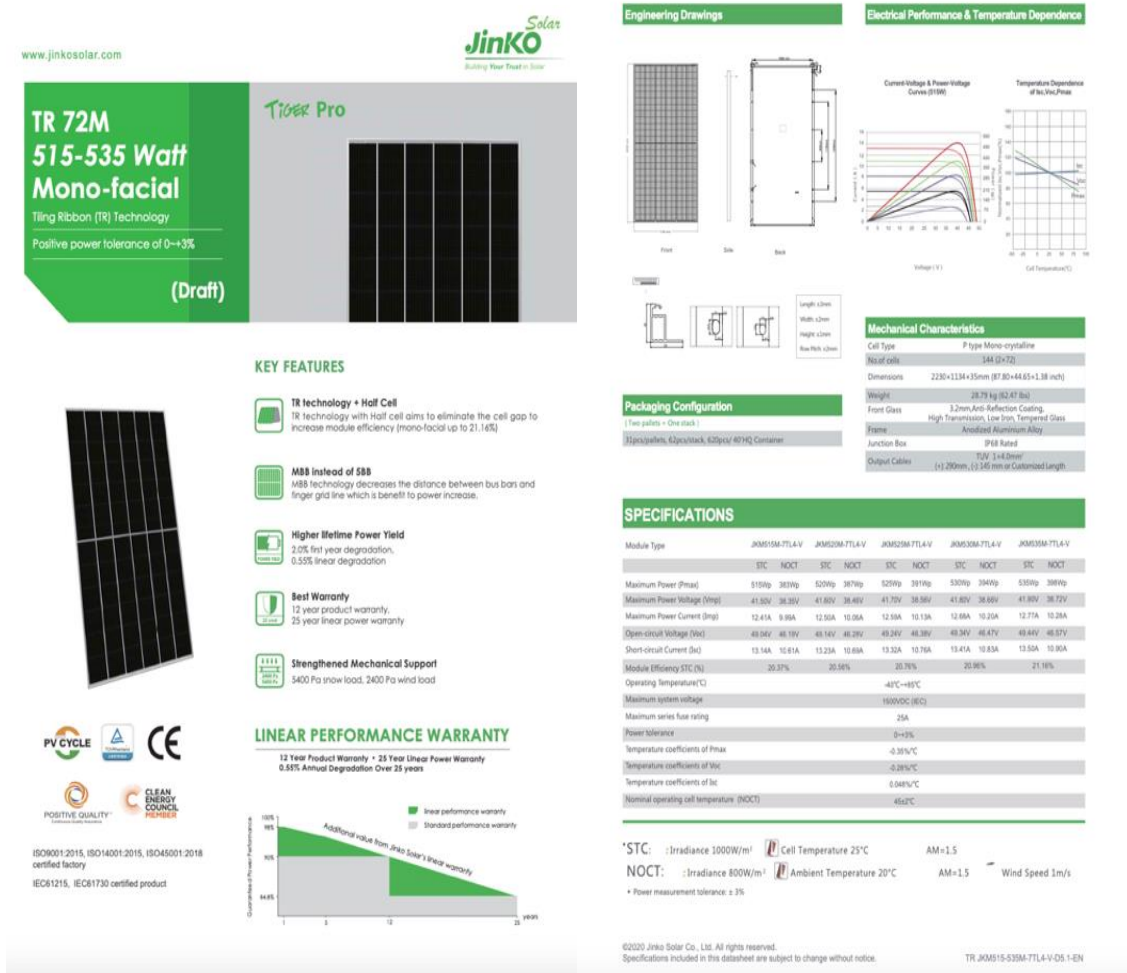 www.jinkosolar.com
Solar
JinKO
Building Your Trust in Solar
TR 72M
515-535 Watt
Mono-facial
Tiling Ribbon (TR) Technology
Positive power tolerance of 0~+3%
(Draft)
TIGER Pro
KEY FEATURES
TR technology + Half Cell
TR technology with Half cell aims to eliminate the cell gap to
increase module efficiency (mono-facial up to 21.16%)
MBB instead of 5BB
MBB technology decreases the distance between bus bars and
finger grid line which is benefit to power increase.
Higher lifetime Power Yield
2.0% first year degradation,
0.55% linear degradation
Best Warranty
12 year product warranty,
25 year linear power warranty
Strengthened Mechanical Support
5400 Pa snow load, 2400 Pa wind load
PV CYCLE
CE
POSITIVE QUALITY
CLEAN
ENERGY
COUNCIL
MEMBER
ISO9001:2015, ISO14001:2015, ISO45001:2018
certified factory
IEC61215, IEC61730 certified product
LINEAR PERFORMANCE WARRANTY
12 Year Product Warranty • 25 Year Linear Power Warranty
0.55% Annual Degradation Over 25 years
linear performance warranty
Standard performance warranty
Additional value from Jinko Solar's linear warranty
Guaranteed Power Performance
100%
98%
90%
84.8%
1
5
12
25
years
Engineering Drawings
Front
Side
Back
Length: ±2mm
Width: ±2mm
Height: ±1mm
Row Pitch: ±2mm
Packaging Configuration
( Two pallets = One stack )
31pcs/pallets, 62pcs/stack, 620pcs/ 40'HQ Container
Electrical Performance & Temperature Dependence
Current-Voltage & Power-Voltage
Curves (515W)
Voltage ( V )
Temperature Dependence
of Isc,Voc,Pmax
Isc
Voc
Pmax
Cell Temperature(℃)
Mechanical Characteristics
Cell Type P type Mono-crystalline
No.of cells 144 (2×72)
Dimensions 2230×1134×35mm (87.80×44.65×1.38 inch)
Weight 28.79 kg (62.47 lbs)
Front Glass 3.2mm,Anti-Reflection Coating,
High Transmission, Low Iron, Tempered Glass
Frame Anodized Aluminium Alloy
Junction Box IP68 Rated
Output Cables TUV 1×4.0mm²
(+): 290mm , (-): 145 mm or Customized Length
SPECIFICATIONS
Module Type JKM515M-7TL4-V JKM520M-7TL4-V JKM525M-7TL4-V JKM530M-7TL4-V JKM535M-7TL4-V
STC NOCT STC NOCT STC NOCT STC NOCT STC NOCT
Maximum Power (Pmax) 515Wp 383Wp 520Wp 387Wp 525Wp 391Wp 530Wp 394Wp 535Wp 398Wp
Maximum Power Voltage (Vmp) 41.50V 38.35V 41.60V 38.46V 41.70V 38.56V 41.80V 38.66V 41.90V 38.72V
Maximum Power Current (Imp) 12.41A 9.99A 12.50A 10.06A 12.59A 10.13A 12.68A 10.20A 12.77A 10.28A
Open-circuit Voltage (Voc) 49.04V 46.19V 49.14V 46.28V 49.24V 46.38V 49.34V 46.47V 49.44V 46.57V
Short-circuit Current (Isc) 13.14A 10.61A 13.23A 10.69A 13.32A 10.76A 13.41A 10.83A 13.50A 10.90A
Module Efficiency STC (%) 20.37% 20.56% 20.76% 20.96% 21.16%
Operating Temperature(℃) -40℃~+85℃
Maximum system voltage 1500VDC (IEC)
Maximum series fuse rating 25A
Power tolerance 0~+3%
Temperature coefficients of Pmax -0.35%/℃
Temperature coefficients of Voc -0.28%/℃
Temperature coefficients of Isc 0.048%/℃
Nominal operating cell temperature (NOCT) 45±2℃
*STC: : Irradiance 1000W/m² Cell Temperature 25°C AM=1.5
NOCT: : Irradiance 800W/m² Ambient Temperature 20°C AM=1.5 Wind Speed 1m/s
* Power measurement tolerance: ± 3%
©2020 Jinko Solar Co., Ltd. All rights reserved.
Specifications included in this datasheet are subject to change without notice.
TR JKM515-535M-7TL4-V-D5.1-EN